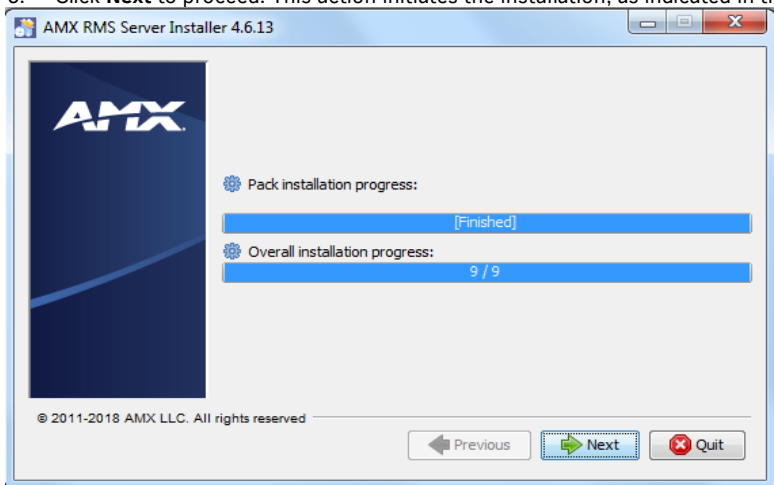 Click Next to proceed. This action initiates the installation, as indicated in
AMX RMS Server Installer 4.6.13
AMX
Pack installation progress:
[Finished]
Overall installation progress:
9 / 9
© 2011-2018 AMX LLC. All rights reserved
Previous
Next
Quit